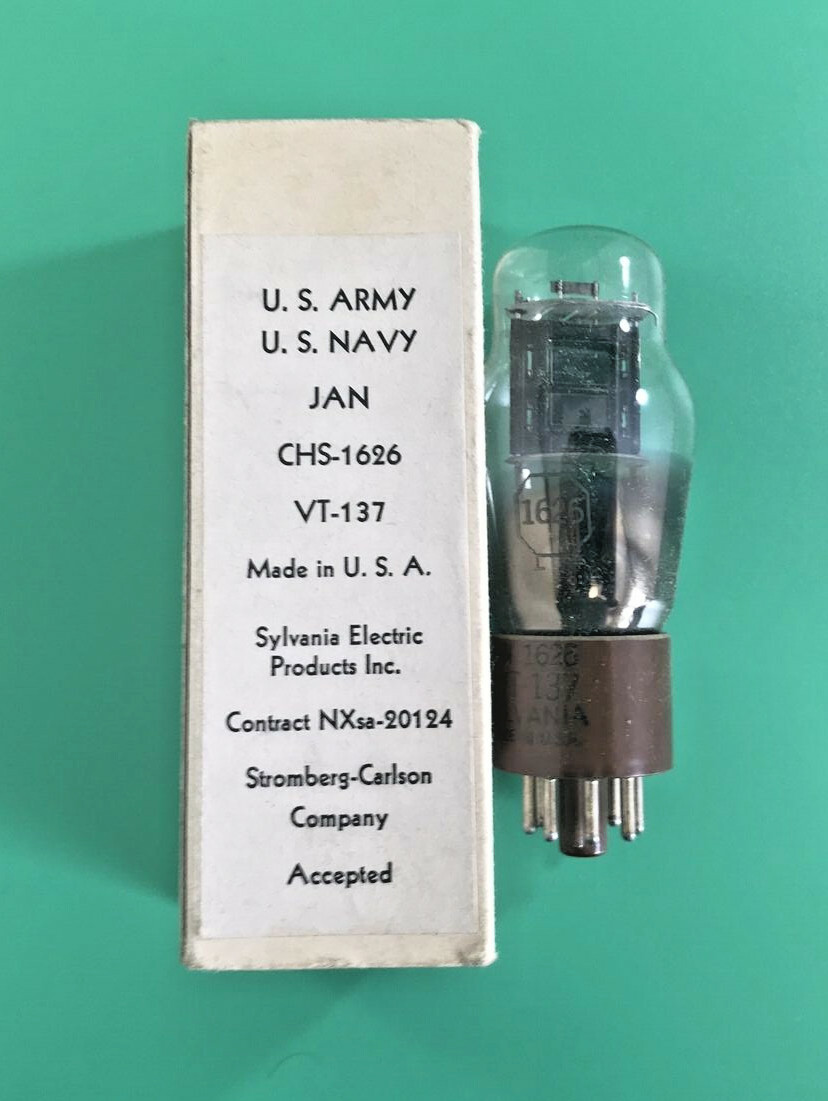 U. S. ARMY
U. S. NAVY
JAN
CHS-1626
VT-137
Made in U. S. A.
Sylvania Electric
Products Inc.
Contract NXsa-20124
Stromberg-Carlson
Company
Accepted
1626
1626
T 137
VANIA